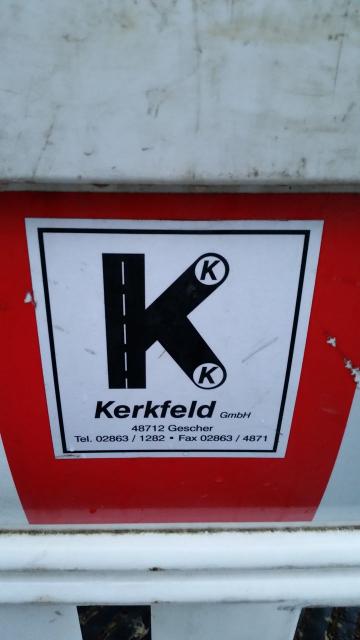 K
K
K
Kerkfeld GmbH
48712 Gescher
Tel. 02863 / 1282 • Fax 02863 / 4871